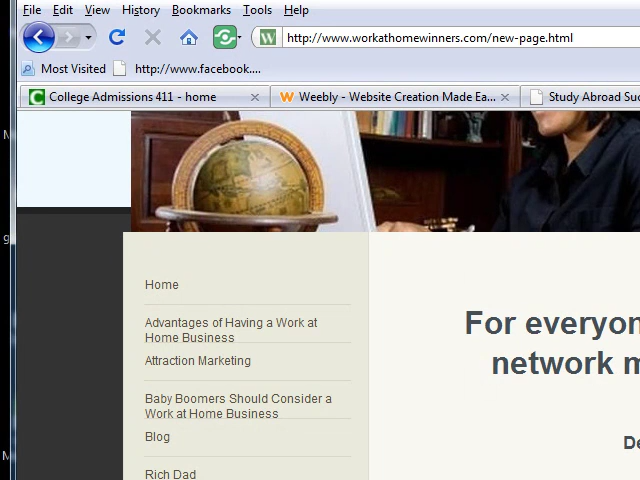 File Edit View History Bookmarks Tools Help
http://www.workathomewinners.com/new-page.html
Most Visited http://www.facebook....
College Admissions 411 - home Weebly - Website Creation Made Ea... Study Abroad Suc
Home
Advantages of Having a Work at
Home Business
Attraction Marketing
Baby Boomers Should Consider a
Work at Home Business
Blog
Rich Dad
For everyon
network m
De